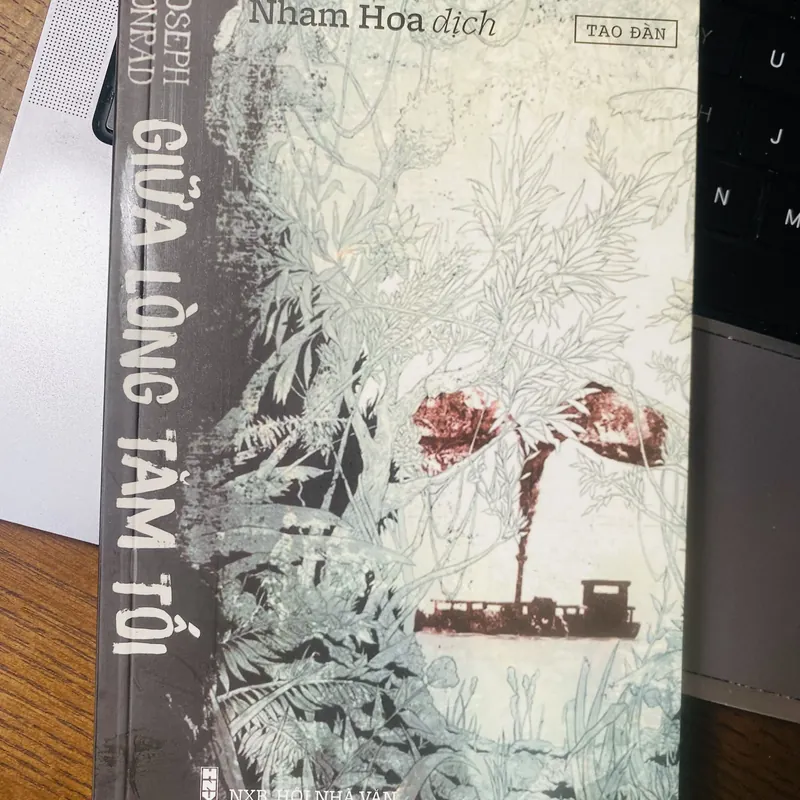 Nham Hoa dịch
TAO ĐÀN
JOSEPH
CONRAD
GIỮA LÒNG TĂM TỐI
NXB HỘI NHÀ VĂN
Y
U
H
J
N
M